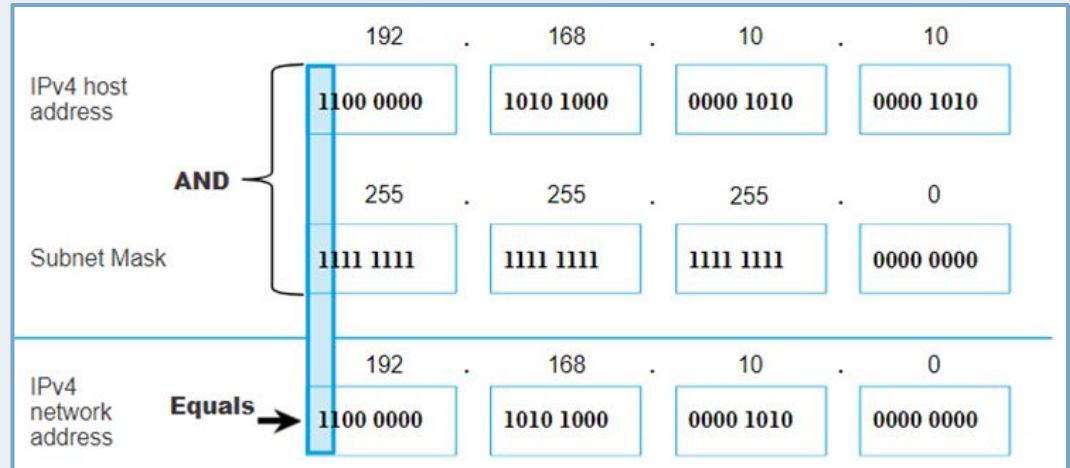 192 . 168 . 10 . 10
IPv4 host
address
1100 0000 1010 1000 0000 1010 0000 1010
AND
255 . 255 . 255 . 0
Subnet Mask
1111 1111 1111 1111 1111 1111 0000 0000
192 . 168 . 10 . 0
IPv4
network
address
Equals
1100 0000 1010 1000 0000 1010 0000 0000